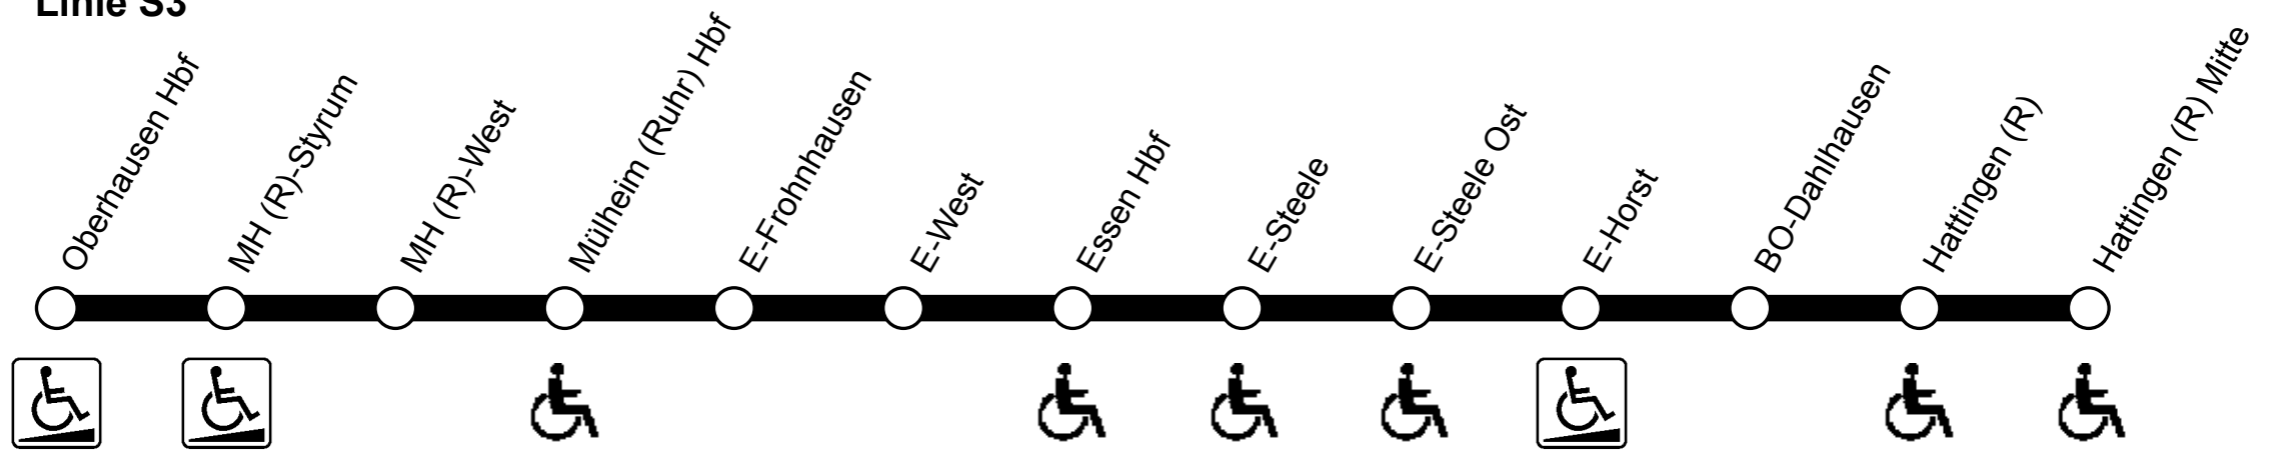 Linie S3
Oberhausen Hbf
MH (R)-Styrum
MH (R)-West
Mülheim (Ruhr) Hbf
E-Frohnhausen
E-West
Essen Hbf
E-Steele
E-Steele Ost
E-Horst
BO-Dahlhausen
Hattingen (R)
Hattingen (R) Mitte